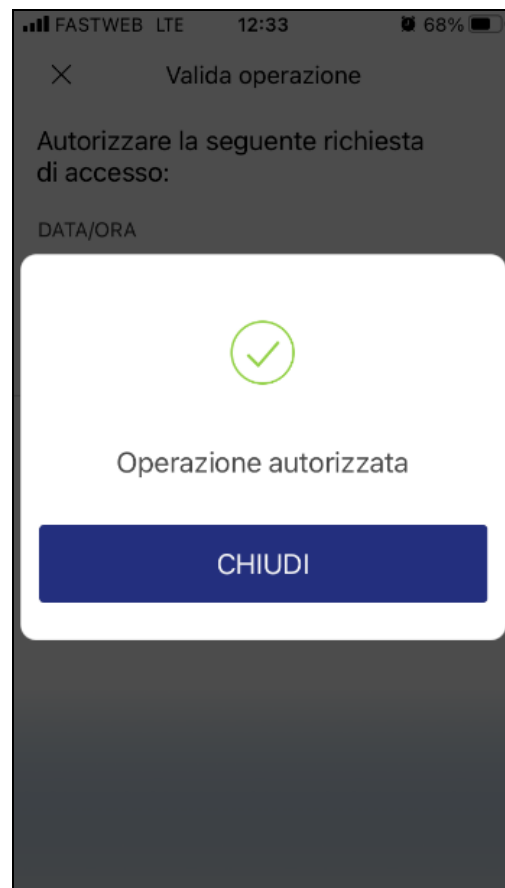 FASTWEB LTE 12:33 68%
Valida operazione
Autorizzare la seguente richiesta
di accesso:
DATA/ORA
Operazione autorizzata
CHIUDI